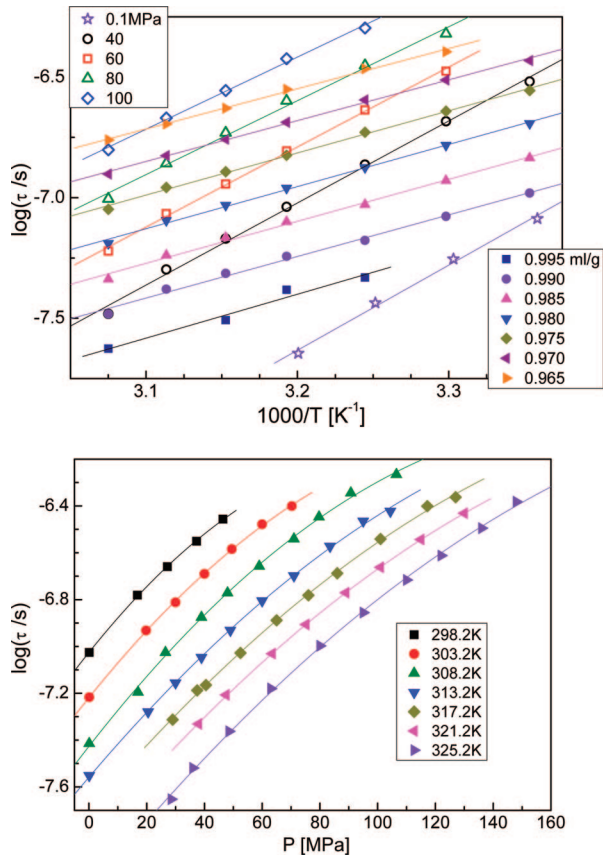 0.1MPa
40
60
80
100
-6.5
-7.0
-7.5
log(τ /s)
0.995 ml/g
0.990
0.985
0.980
0.975
0.970
0.965
3.1 3.2 3.3
1000/T [K⁻¹]
-6.4
-6.8
-7.2
-7.6
log(τ /s)
298.2K
303.2K
308.2K
313.2K
317.2K
321.2K
325.2K
0 20 40 60 80 100 120 140 160
P [MPa]